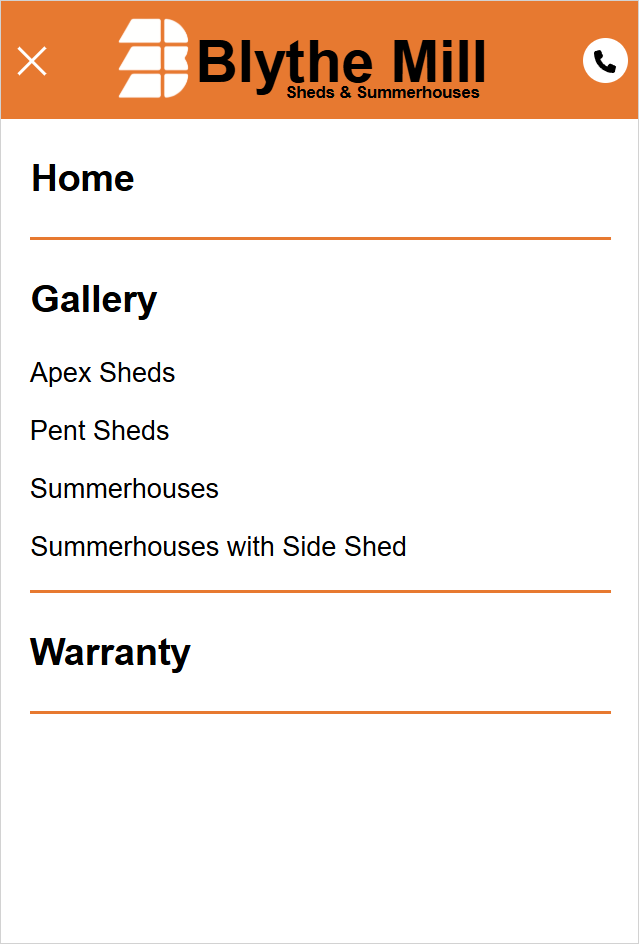 Blythe Mill
Sheds & Summerhouses
Home
Gallery
Apex Sheds
Pent Sheds
Summerhouses
Summerhouses with Side Shed
Warranty